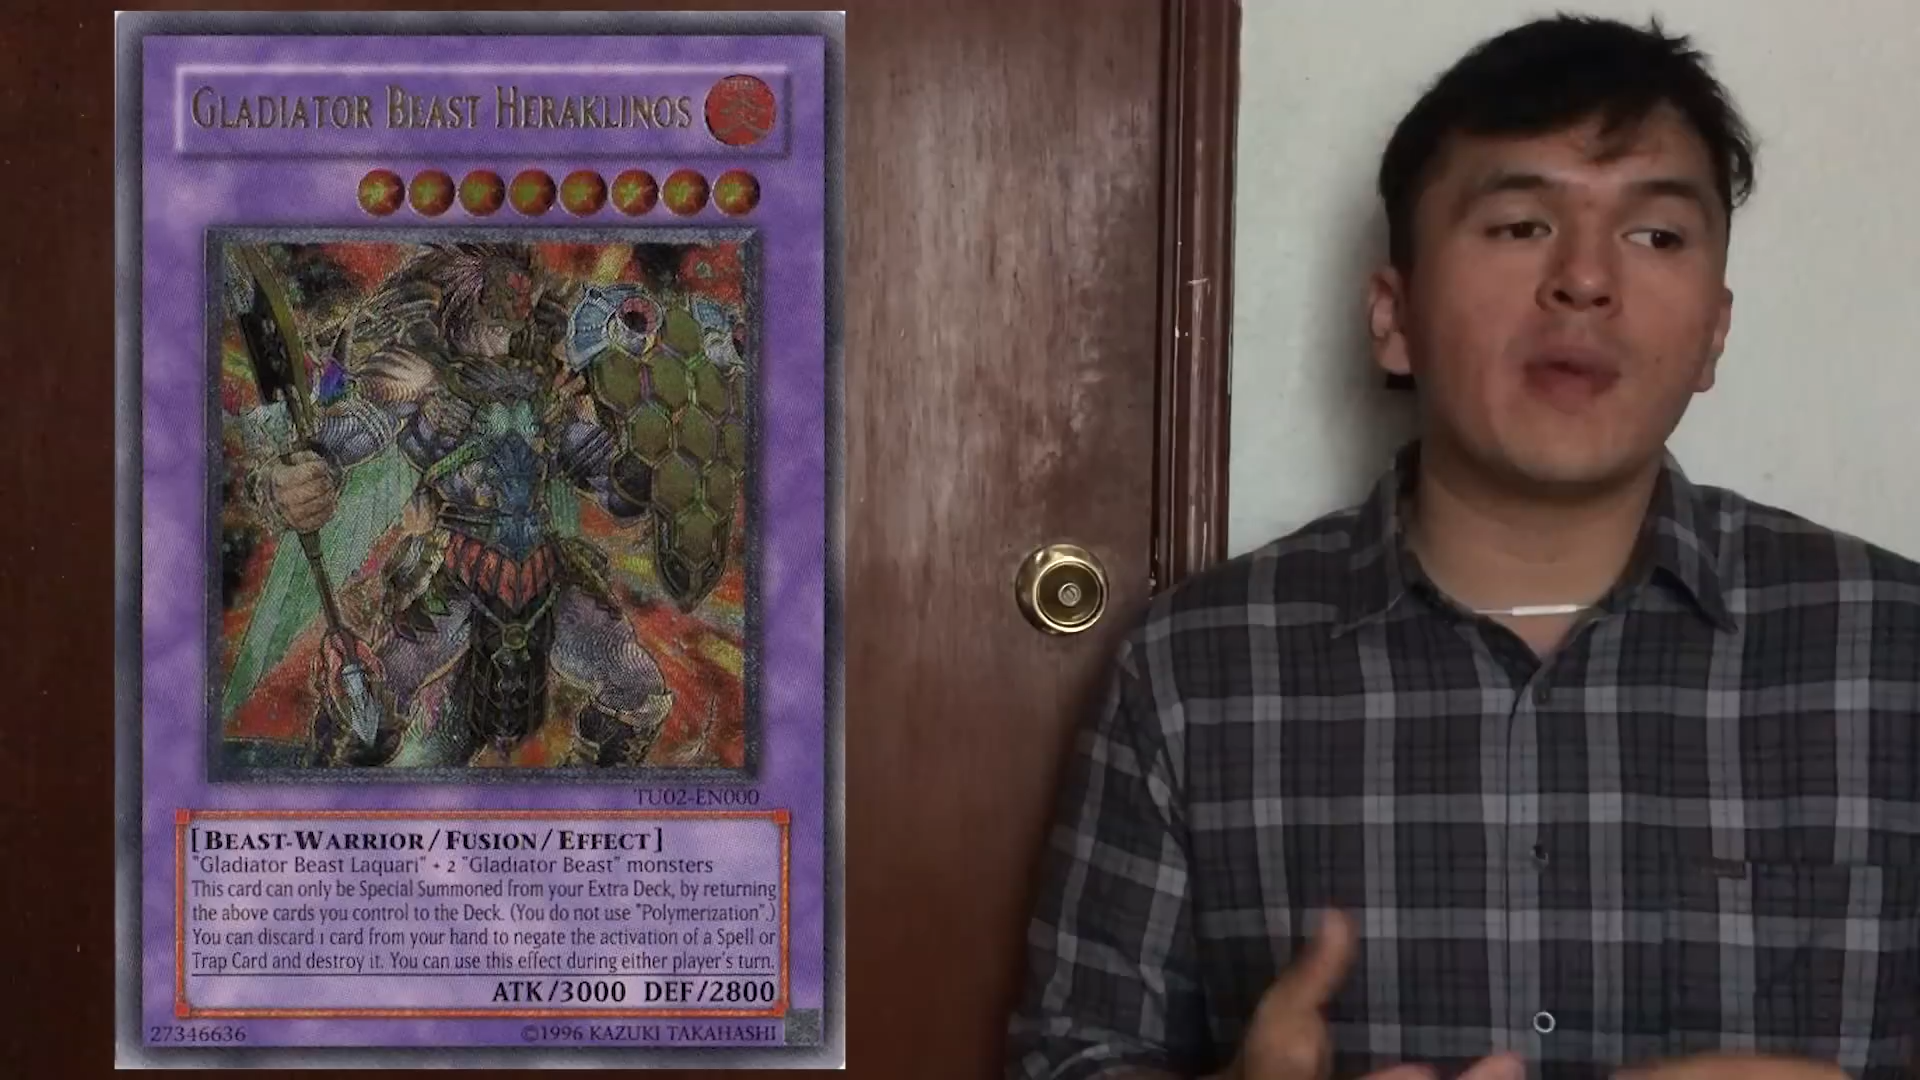 GLADIATOR BEAST HERAKLINOS
炎
TU02-EN000
[BEAST-WARRIOR/FUSION/EFFECT]
"Gladiator Beast Laquari" + 2 "Gladiator Beast" monsters
This card can only be Special Summoned from your Extra Deck, by returning
the above cards you control to the Deck. (You do not use "Polymerization".)
You can discard 1 card from your hand to negate the activation of a Spell or
Trap Card and destroy it. You can use this effect during either player's turn.
ATK/3000 DEF/2800
27346636 ©1996 KAZUKI TAKAHASHI